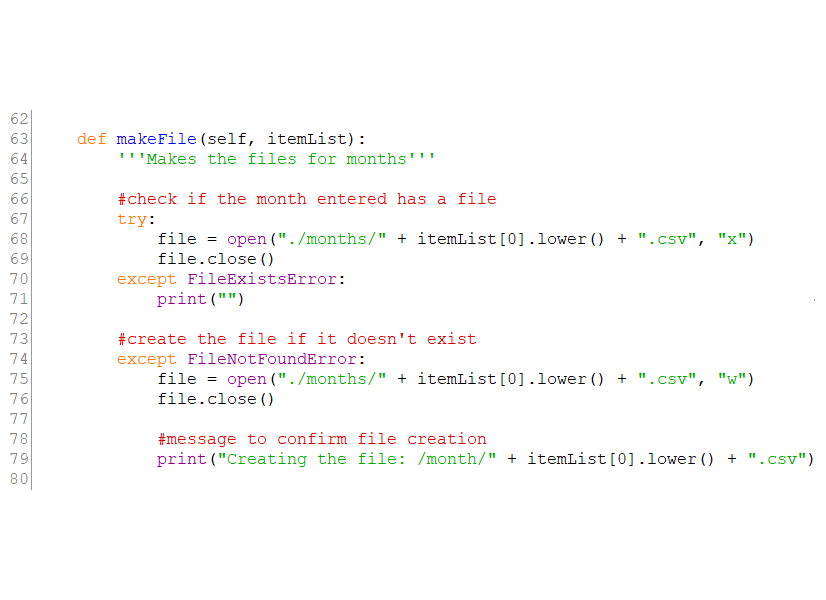 62
63 def makeFile(self, itemList):
64 '''Makes the files for months'''
65
66 #check if the month entered has a file
67 try:
68 file = open("./months/" + itemList[0].lower() + ".csv", "x")
69 file.close()
70 except FileExistsError:
71 print("")
72
73 #create the file if it doesn't exist
74 except FileNotFoundError:
75 file = open("./months/" + itemList[0].lower() + ".csv", "w")
76 file.close()
77
78 #message to confirm file creation
79 print("Creating the file: /month/" + itemList[0].lower() + ".csv")
80